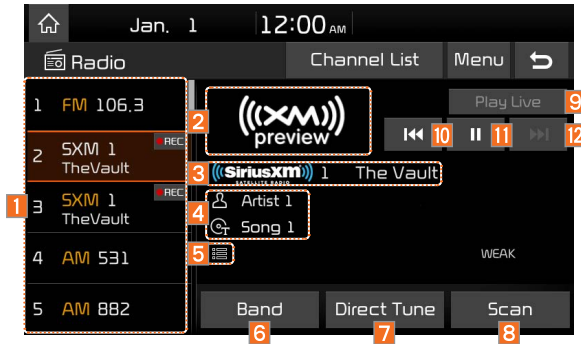 Jan. 1 12:00 AM
Radio Channel List Menu
1 FM 106.3
2 SXM 1 REC
TheVault
3 SXM 1 REC
TheVault
4 AM 531
5 AM 882
1
2
((XM))
preview
Play Live 9
10 11 12
3 ((SiriusXM)) 1 The Vault
SATELLITE RADIO
4 Artist 1
Song 1
5
WEAK
Band Direct Tune Scan
6 7 8